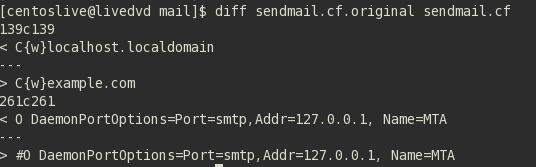 [centoslive@livedvd mail]$ diff sendmail.cf.original sendmail.cf
139c139
< C{w}localhost.localdomain
---
> C{w}example.com
261c261
< O DaemonPortOptions=Port=smtp,Addr=127.0.0.1, Name=MTA
---
> #O DaemonPortOptions=Port=smtp,Addr=127.0.0.1, Name=MTA